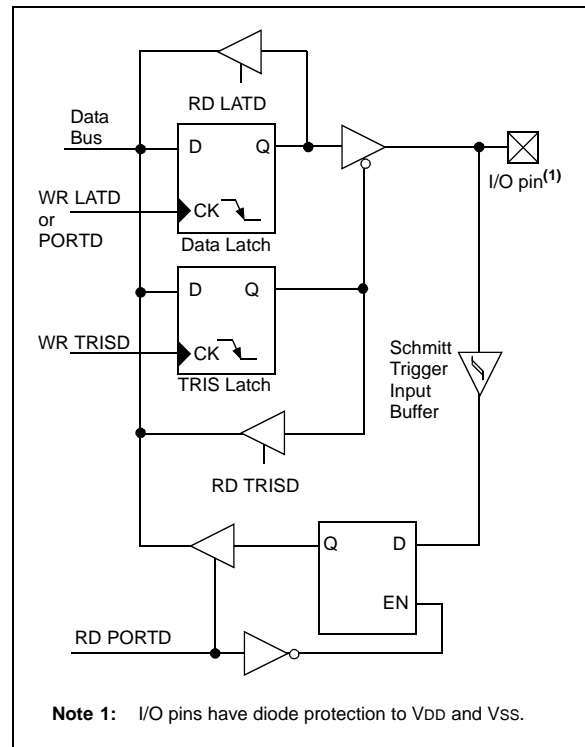 RD LATD
Data
Bus
D Q
I/O pin(1)
WR LATD
or
PORTD
CK
Data Latch
D Q
WR TRISD
CK
TRIS Latch
Schmitt
Trigger
Input
Buffer
RD TRISD
Q D
EN
RD PORTD
Note 1: I/O pins have diode protection to VDD and VSS.